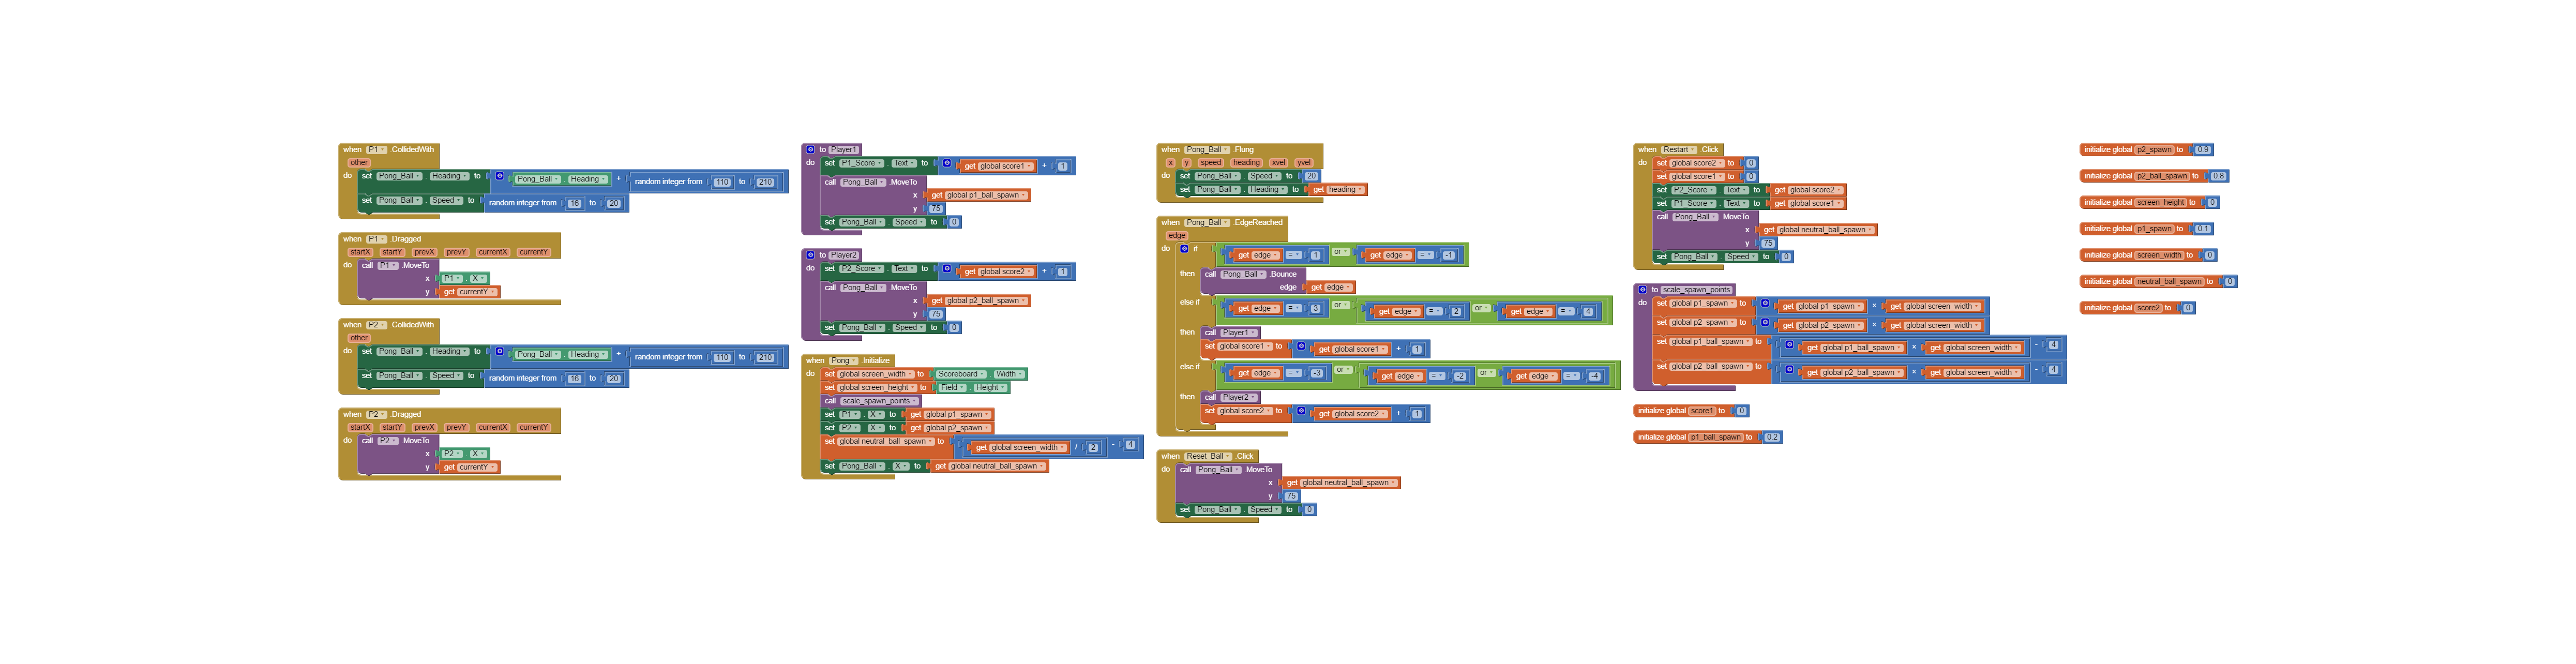 when P1 .CollidedWith
other
do set Pong_Ball . Heading to Pong_Ball . Heading + random integer from 110 to 210
set Pong_Ball . Speed to random integer from 16 to 20
when P1 .Dragged
startX startY prevX prevY currentX currentY
do call P1 .MoveTo
x P1 . X
y get currentY
when P2 .CollidedWith
other
do set Pong_Ball . Heading to Pong_Ball . Heading + random integer from 110 to 210
set Pong_Ball . Speed to random integer from 16 to 20
when P2 .Dragged
startX startY prevX prevY currentX currentY
do call P2 .MoveTo
x P2 . X
y get currentY
to Player1
do set P1_Score . Text to get global score1 + 1
call Pong_Ball .MoveTo
x get global p1_ball_spawn
y 75
set Pong_Ball . Speed to 0
to Player2
do set P2_Score . Text to get global score2 + 1
call Pong_Ball .MoveTo
x get global p2_ball_spawn
y 75
set Pong_Ball . Speed to 0
when Pong .Initialize
do set global screen_width to Scoreboard . Width
set global screen_height to Field . Height
call scale_spawn_points
set P1 . X to get global p1_spawn
set P2 . X to get global p2_spawn
set global neutral_ball_spawn to get global screen_width / 2 - 4
set Pong_Ball . X to get global neutral_ball_spawn
when Pong_Ball .Flung
x y speed heading xvel yvel
do set Pong_Ball . Speed to 20
set Pong_Ball . Heading to get heading
when Pong_Ball .EdgeReached
edge
do if get edge = 1 or get edge = -1
then call Pong_Ball .Bounce
edge get edge
else if get edge = 3 or get edge = 2 or get edge = 4
then call Player1
set global score1 to get global score1 + 1
else if get edge = -3 or get edge = -2 or get edge = -4
then call Player2
set global score2 to get global score2 + 1
when Reset_Ball .Click
do call Pong_Ball .MoveTo
x get global neutral_ball_spawn
y 75
set Pong_Ball . Speed to 0
when Restart .Click
do set global score2 to 0
set global score1 to 0
set P2_Score . Text to get global score2
set P1_Score . Text to get global score1
call Pong_Ball .MoveTo
x get global neutral_ball_spawn
y 75
set Pong_Ball . Speed to 0
to scale_spawn_points
do set global p1_spawn to get global p1_spawn × get global screen_width
set global p2_spawn to get global p2_spawn × get global screen_width
set global p1_ball_spawn to get global p1_ball_spawn × get global screen_width - 4
set global p2_ball_spawn to get global p2_ball_spawn × get global screen_width - 4
initialize global score1 to 0
initialize global p1_ball_spawn to 0.2
initialize global p2_spawn to 0.9
initialize global p2_ball_spawn to 0.8
initialize global screen_height to 0
initialize global p1_spawn to 0.1
initialize global screen_width to 0
initialize global neutral_ball_spawn to 0
initialize global score2 to 0